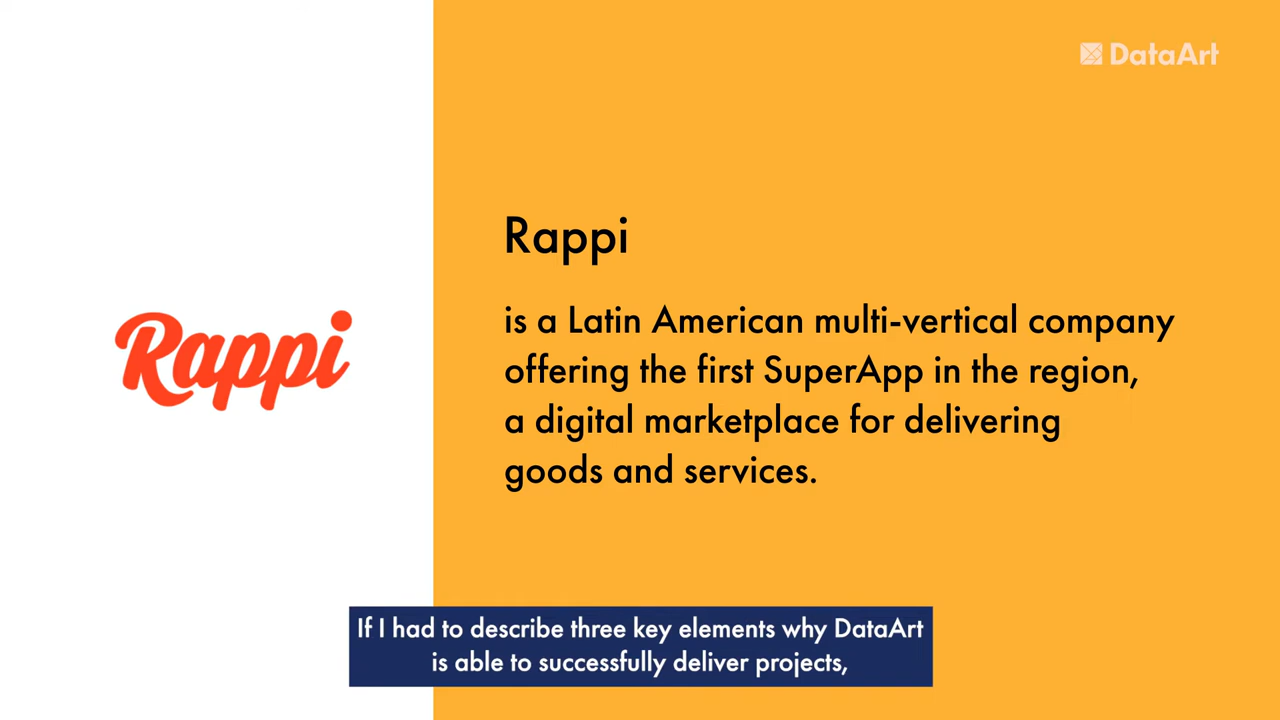 DataArt
Rappi
Rappi
is a Latin American multi-vertical company
offering the first SuperApp in the region,
a digital marketplace for delivering
goods and services.
If I had to describe three key elements why DataArt
is able to successfully deliver projects,